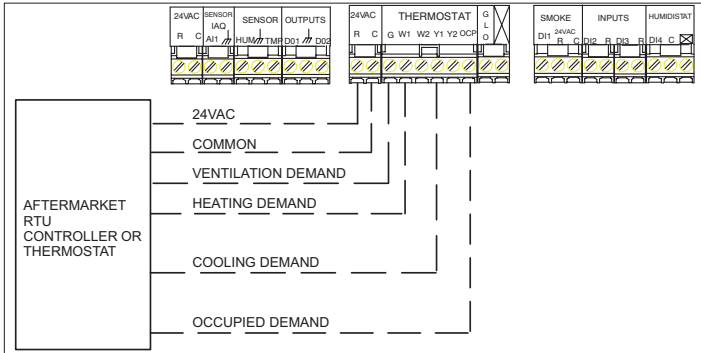 24VAC
R C
SENSOR
IAQ
AI1
SENSOR
HUM TMP
OUTPUTS
D01 D02
24VAC
R C
THERMOSTAT
G W1 W2 Y1 Y2 OCP
G
L
O
SMOKE
24VAC
DI1 R C
INPUTS
DI2 R DI3 R
HUMIDISTAT
DI4 C
AFTERMARKET
RTU
CONTROLLER OR
THERMOSTAT
24VAC
COMMON
VENTILATION DEMAND
HEATING DEMAND
COOLING DEMAND
OCCUPIED DEMAND